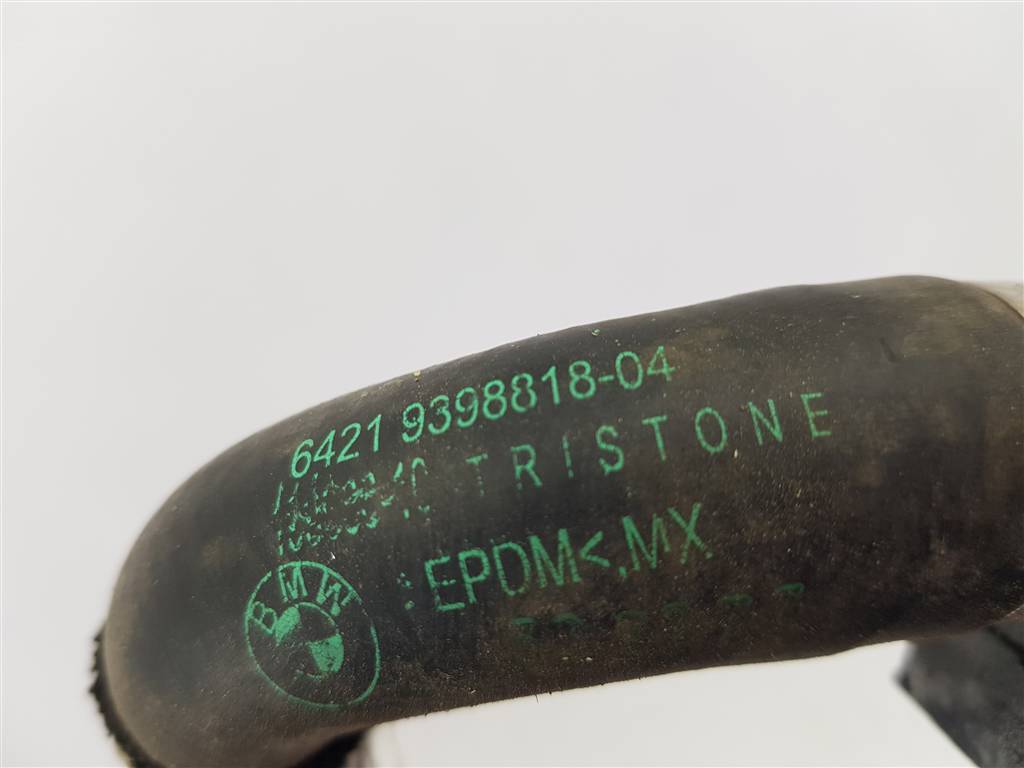 6421 9398818-04
TRISTONE
EPDM<,MX
BMW